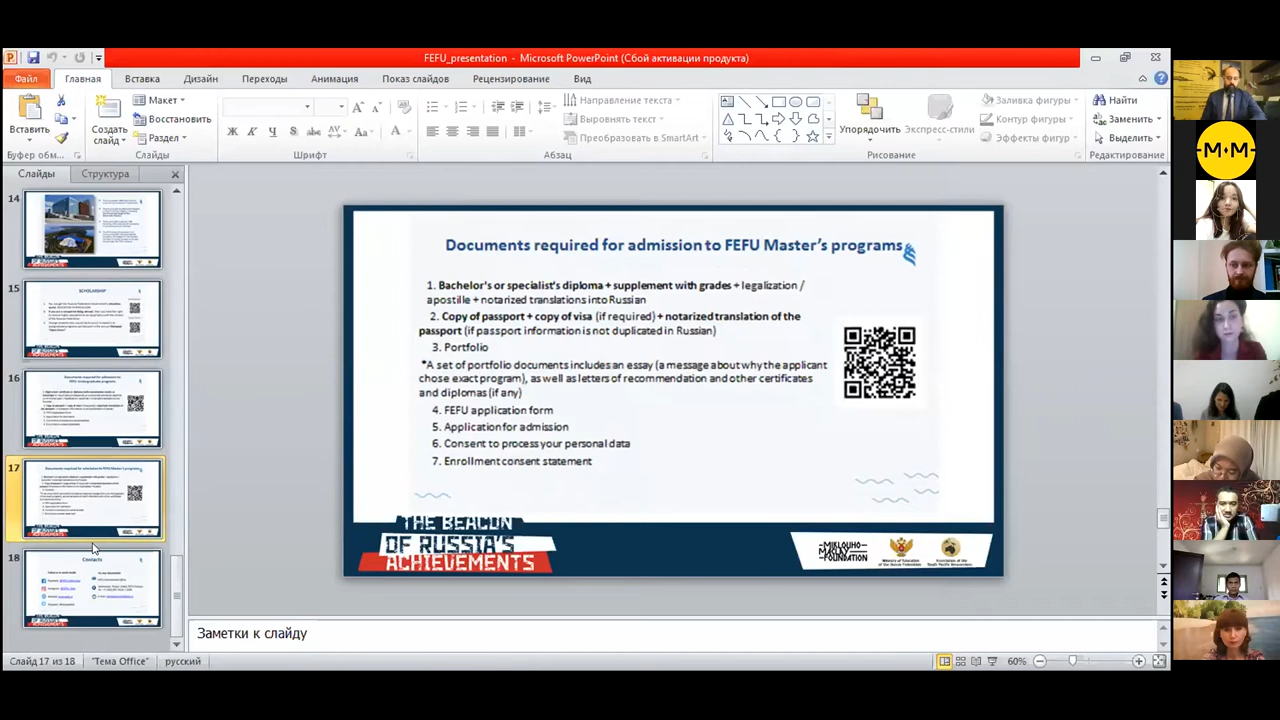 FEFU_presentation - Microsoft PowerPoint (Сбой активации продукта)
Файл Главная Вставка Дизайн Переходы Анимация Показ слайдов Рецензирование Вид
Вставить
Буфер обм...
Создать слайд
Макет
Восстановить
Раздел
Слайды
Ж К Ч S abc AV Aa A
Шрифт
Направление текста
Выровнять текст
Преобразовать в SmartArt
Абзац
Упорядочить
Экспресс-стили
Заливка фигуры
Контур фигуры
Эффекты фигур
Рисование
Найти
Заменить
Выделить
Редактирование
Слайды Структура
14
15
SCHOLARSHIP
16
17
18
Contacts
Documents required for admission to FEFU Master's programs
1. Bachelor's or specialist's diploma + supplement with grades + legalization /
apostille + notarized translations into Russian
2. Copy of passport + copy of visa (if required) + notarized translation of the
passport (if passport information is not duplicated in Russian)
3. Portfolio
*A set of portfolio documents includes an essay (a message about why the applicant
chose exact program), as well as letters of recommendation and other certificates
and diplomas (if any)
4. FEFU application form
5. Application for admission
6. Consent to process your personal data
7. Enrollment consent statement
THE BEACON
OF RUSSIA'S
ACHIEVEMENTS
MIKLOUHO-
MACLAY
FOUNDATION
Заметки к слайду
Слайд 17 из 18 "Тема Office" русский 60%
M·M